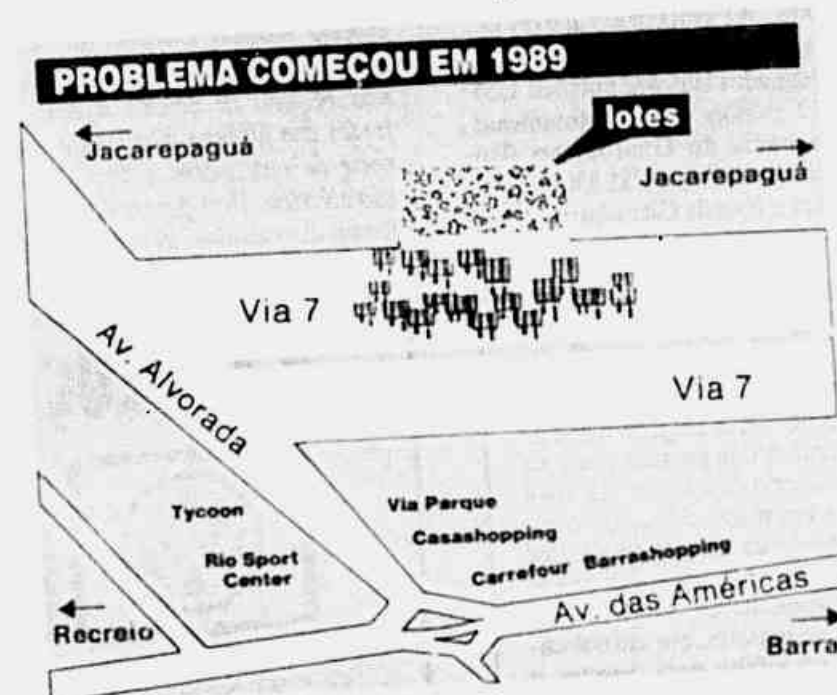 PROBLEMA COMEÇOU EM 1989
lotes
Jacarepaguá
Jacarepaguá
Via 7
Av. Alvorada
Via 7
Tycoon
Via Parque
Casashopping
Rio Sport
Center
Carrefour Barrashopping
Av. das Américas
Recreio
Barra